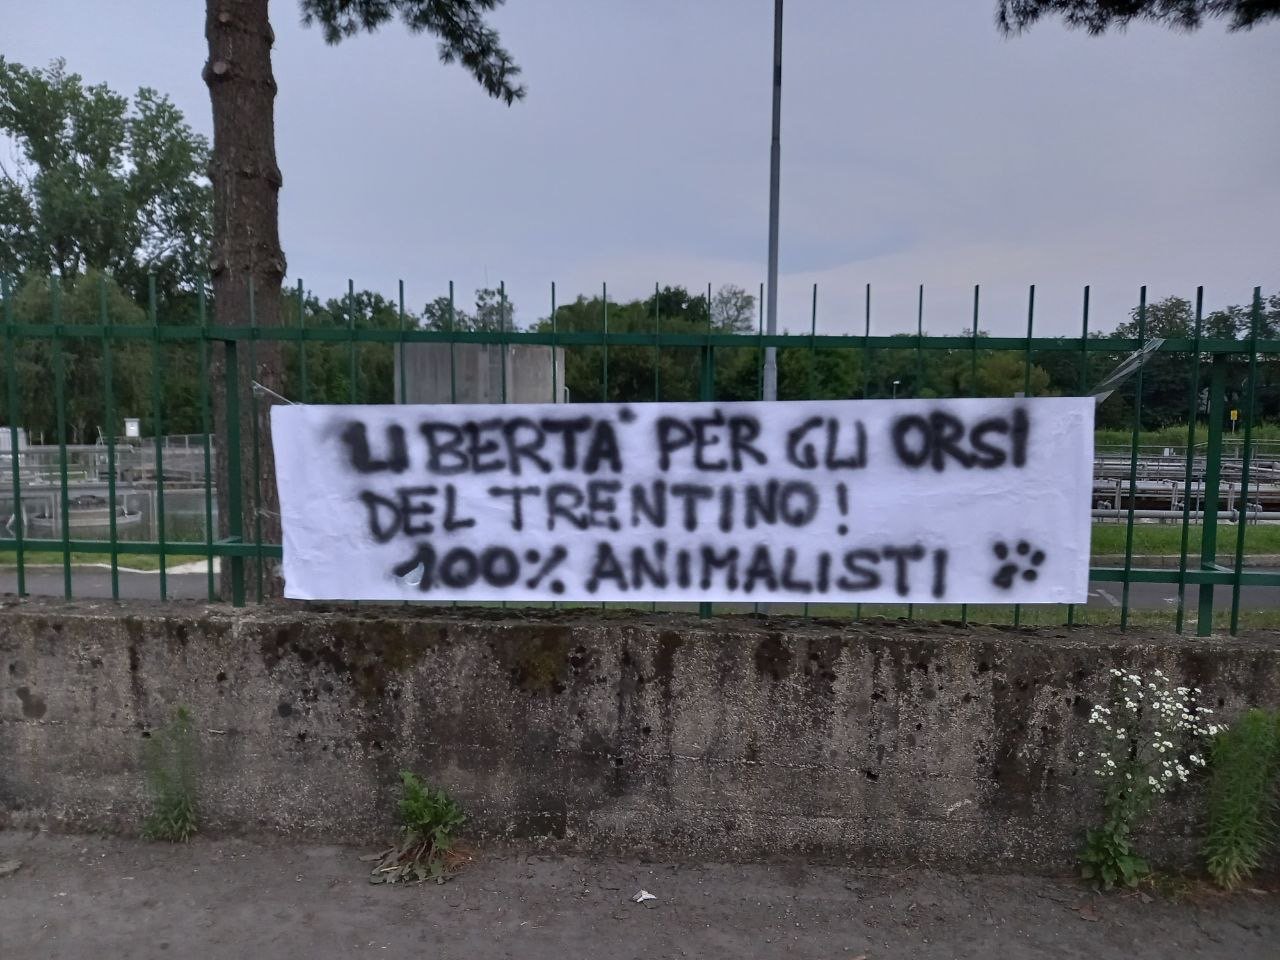 LIBERTA' PER GLI ORSI
DEL TRENTINO!
100% ANIMALISTI